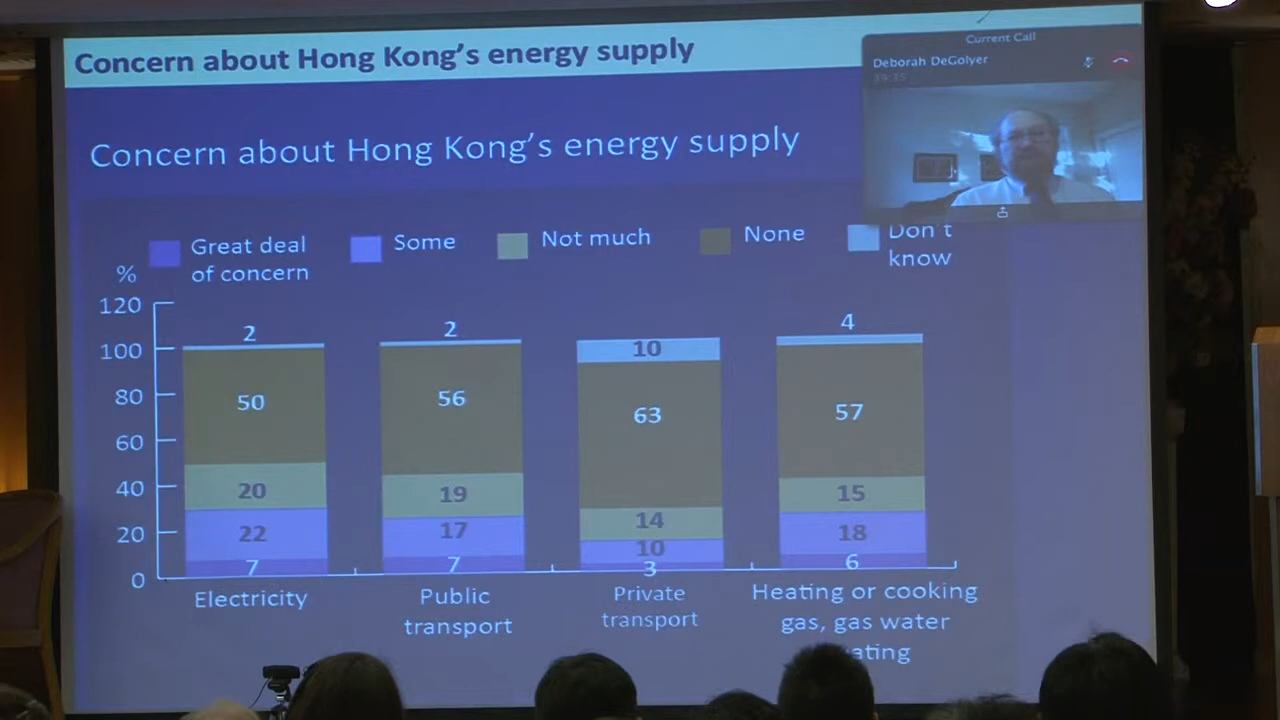 Concern about Hong Kong's energy supply
Current Call
Deborah DeGolyer
39:35
Concern about Hong Kong's energy supply
Great deal
of concern
Some
Not much
None
Don't
know
%
120
100
80
60
40
20
0
2
50
20
22
7
2
56
19
17
7
10
63
14
10
3
4
57
15
18
6
Electricity
Public
transport
Private
transport
Heating or cooking
gas, gas water
ating